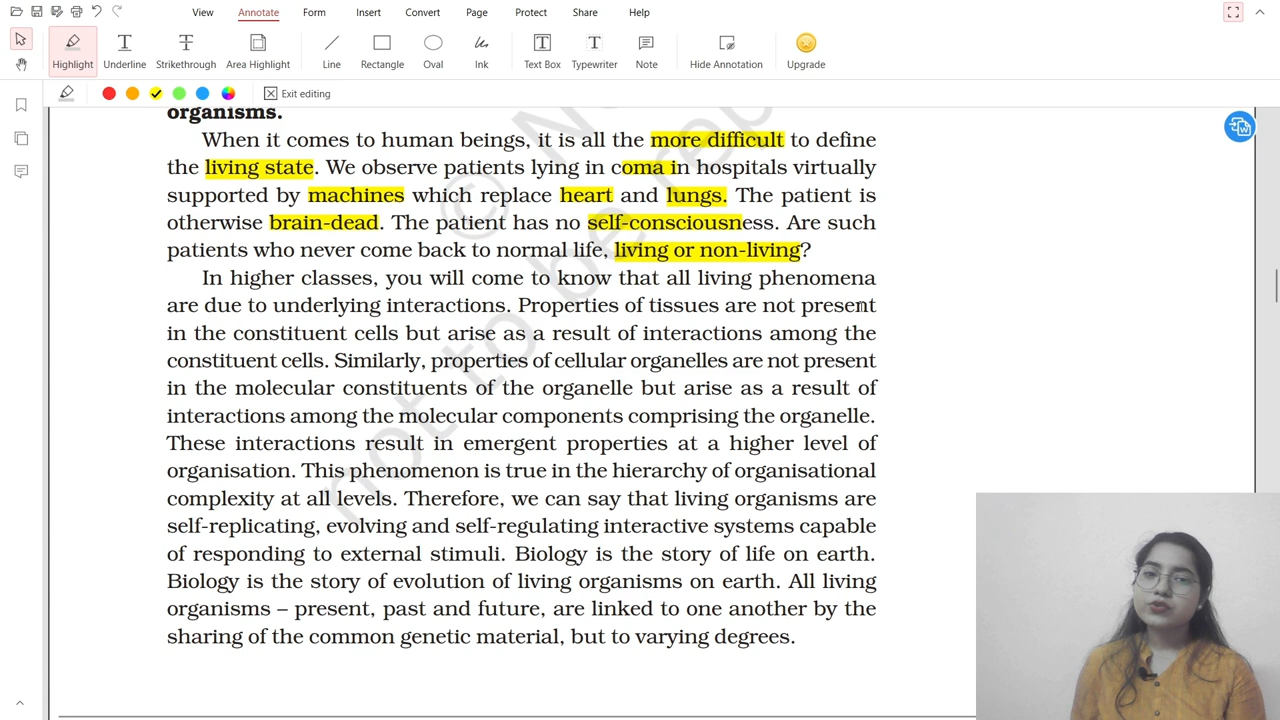 View Annotate Form Insert Convert Page Protect Share Help
Highlight Underline Strikethrough Area Highlight Line Rectangle Oval Ink Text Box Typewriter Note Hide Annotation Upgrade
Exit editing
organisms.
When it comes to human beings, it is all the more difficult to define
the living state. We observe patients lying in coma in hospitals virtually
supported by machines which replace heart and lungs. The patient is
otherwise brain-dead. The patient has no self-consciousness. Are such
patients who never come back to normal life, living or non-living?
In higher classes, you will come to know that all living phenomena
are due to underlying interactions. Properties of tissues are not present
in the constituent cells but arise as a result of interactions among the
constituent cells. Similarly, properties of cellular organelles are not present
in the molecular constituents of the organelle but arise as a result of
interactions among the molecular components comprising the organelle.
These interactions result in emergent properties at a higher level of
organisation. This phenomenon is true in the hierarchy of organisational
complexity at all levels. Therefore, we can say that living organisms are
self-replicating, evolving and self-regulating interactive systems capable
of responding to external stimuli. Biology is the story of life on earth.
Biology is the story of evolution of living organisms on earth. All living
organisms – present, past and future, are linked to one another by the
sharing of the common genetic material, but to varying degrees.
© N
not to be rep